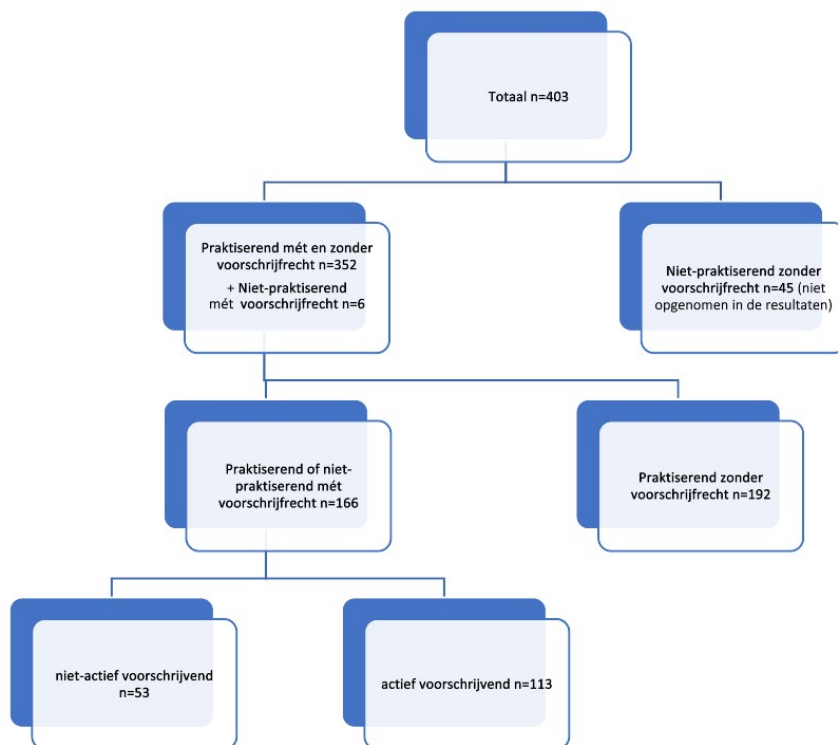 Totaal n=403
Praktiserend mét en zonder
voorschrijfrecht n=352
+ Niet-praktiserend
mét voorschrijfrecht n=6
Niet-praktiserend zonder
voorschrijfrecht n=45 (niet
opgenomen in de resultaten)
Praktiserend of niet-
praktiserend mét
voorschrijfrecht n=166
Praktiserend zonder
voorschrijfrecht n=192
niet-actief voorschrijvend
n=53
actief voorschrijvend n=113